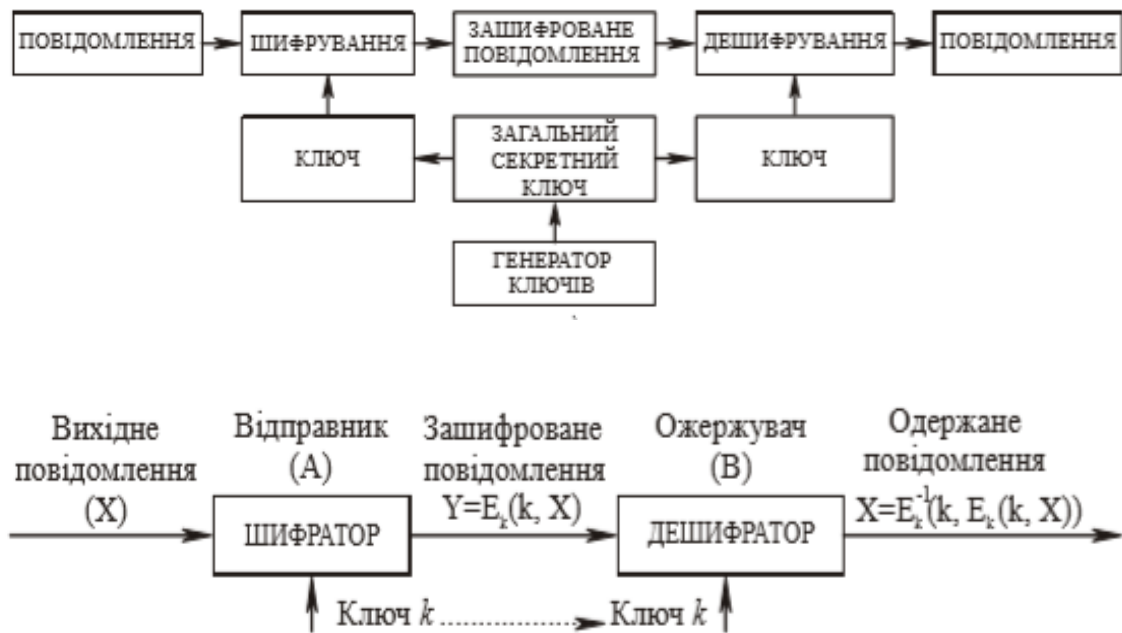 ПОВІДОМЛЕННЯ
ШИФРУВАННЯ
ЗАШИФРОВАНЕ
ПОВІДОМЛЕННЯ
ДЕШИФРУВАННЯ
ПОВІДОМЛЕННЯ
КЛЮЧ
ЗАГАЛЬНИЙ
СЕКРЕТНИЙ
КЛЮЧ
КЛЮЧ
ГЕНЕРАТОР
КЛЮЧІВ
Вихідне
повідомлення
(X)
Відправник
(A)
Зашифроване
повідомлення
Y=Eₖ(k, X)
Ожержувач
(B)
Одержане
повідомлення
X=Eₖ⁻¹(k, Eₖ(k, X))
ШИФРАТОР
ДЕШИФРАТОР
Ключ k
Ключ k